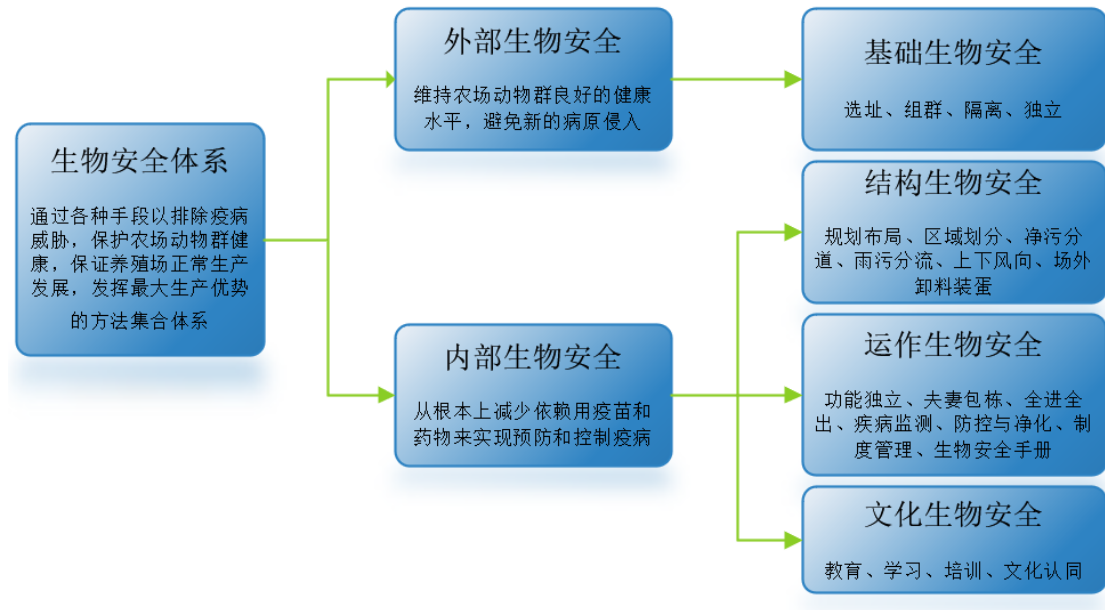 生物安全体系
通过各种手段以排除疫病
威胁，保护农场动物群健
康，保证养殖场正常生产
发展，发挥最大生产优势
的方法集合体系
外部生物安全
维持农场动物群良好的健康
水平，避免新的病原侵入
内部生物安全
从根本上减少依赖用疫苗和
药物来实现预防和控制疫病
基础生物安全
选址、组群、隔离、独立
结构生物安全
规划布局、区域划分、净污分
道、雨污分流、上下风向、场外
卸料装蛋
运作生物安全
功能独立、夫妻包栋、全进全
出、疾病监测、防控与净化、制
度管理、生物安全手册
文化生物安全
教育、学习、培训、文化认同